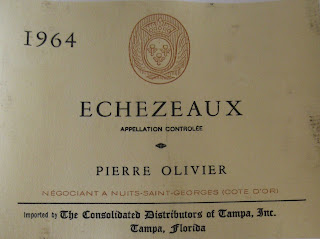 1964
ECHEZEAUX
APPELLATION CONTROLÉE
PIERRE OLIVIER
NÉGOCIANT A NUITS-SAINT-GEORGES (COTE D'OR)
Imported by The Consolidated Distributors of Tampa, Inc.
Tampa, Florida